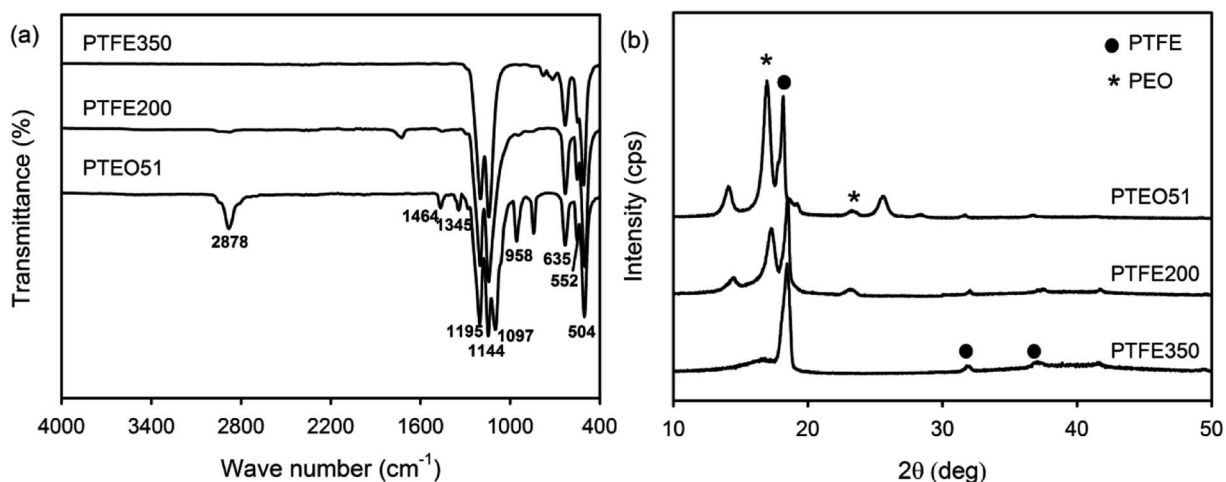 (a)
PTFE350
PTFE200
PTEO51
2878
1464
1345
1195
1144
1097
958
635
552
504
Transmittance (%)
4000 2800 2200 1600 1000 400
Wave number (cm⁻¹)
(b)
● PTFE
* PEO
*
●
PTEO51
*
PTFE200
PTFE350
● ●
Intensity (cps)
10 20 30 40 50
2θ (deg)